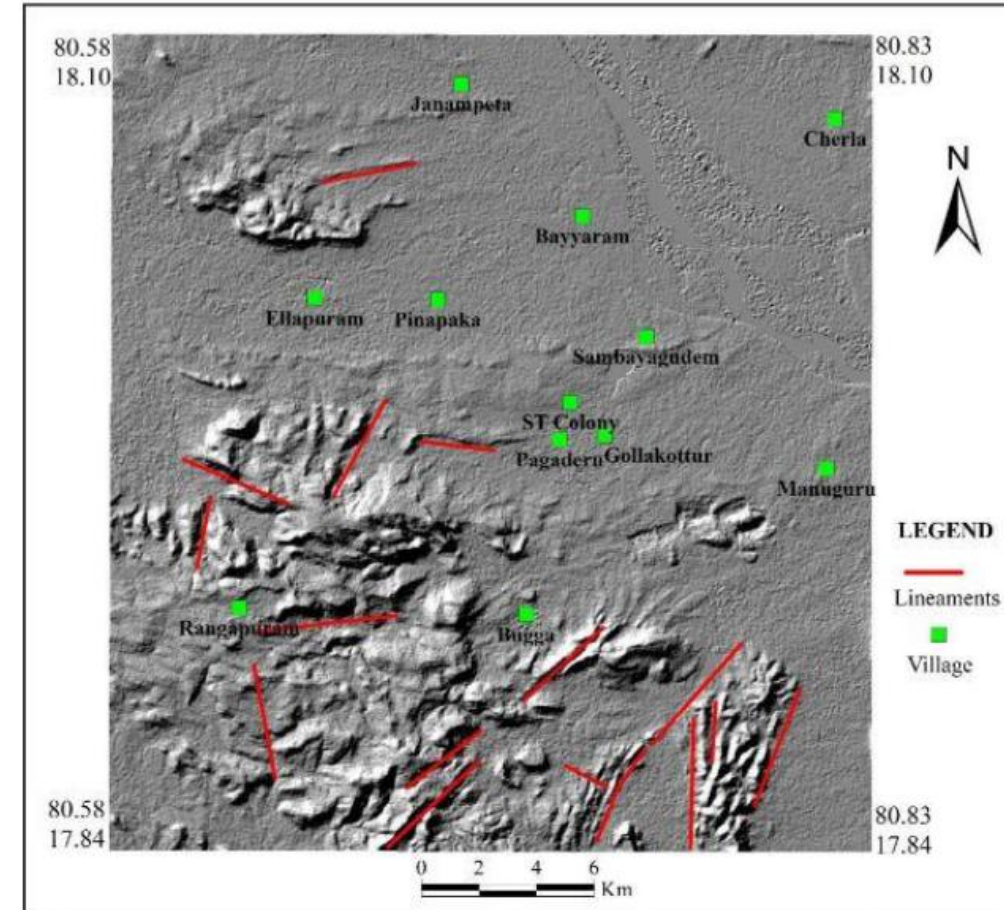 80.58
18.10
80.83
18.10
Janampeta
Cherla
N
Bayyaram
Ellapuram
Pinapaka
Sambayagudem
ST Colony
Pagaderu
Gollakottur
Manuguru
LEGEND
Lineaments
Rangapuram
Bugga
Village
80.58
17.84
80.83
17.84
0 2 4 6
Km